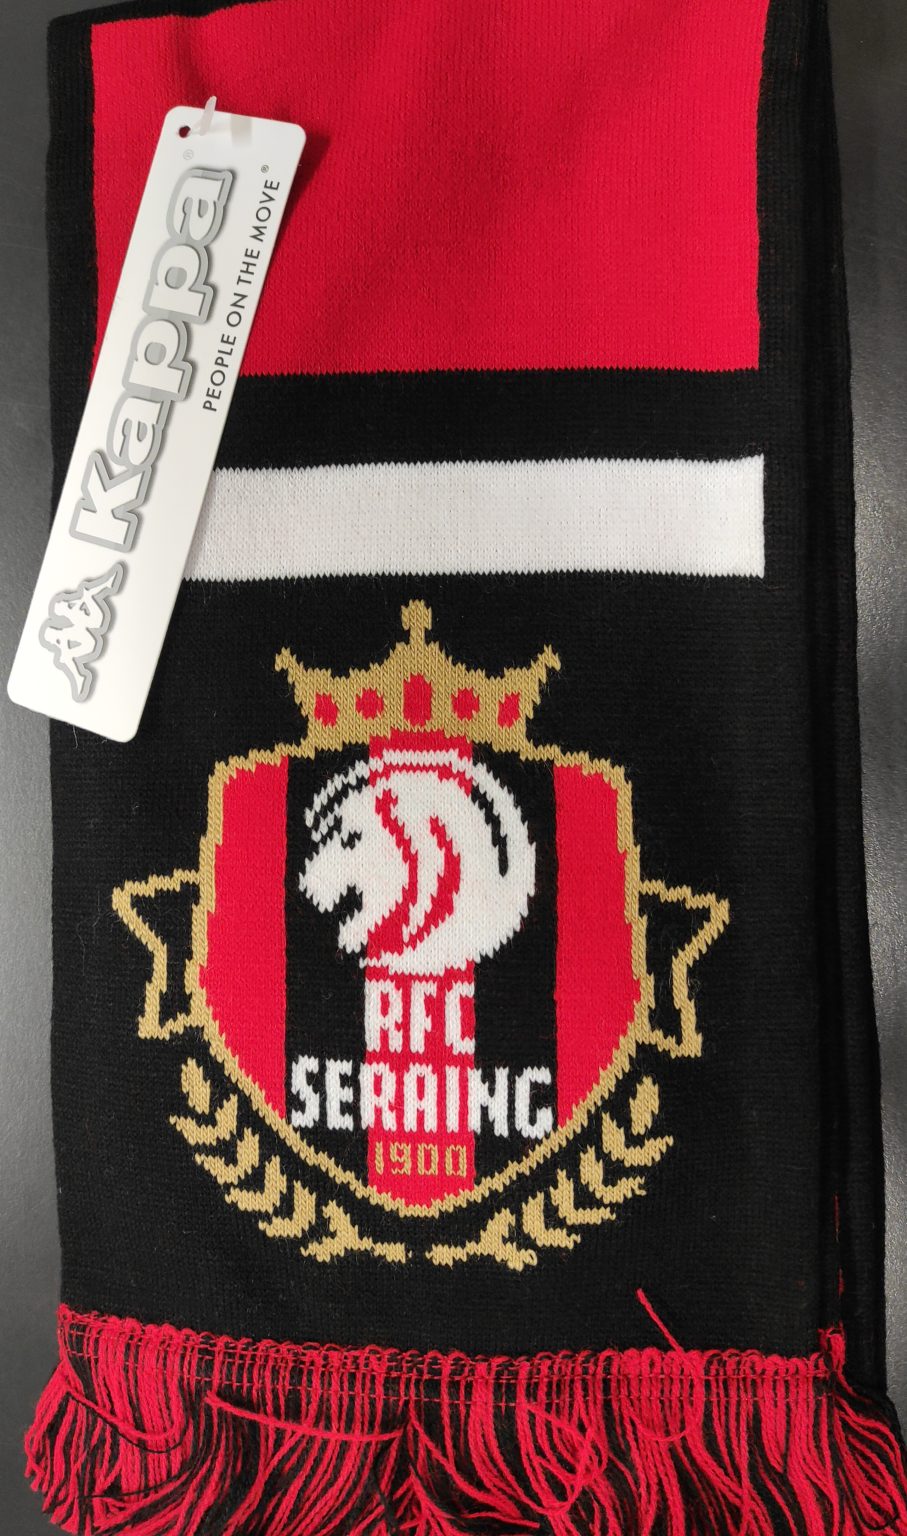 Kappa®
PEOPLE ON THE MOVE®
RFC
SERAING
1900